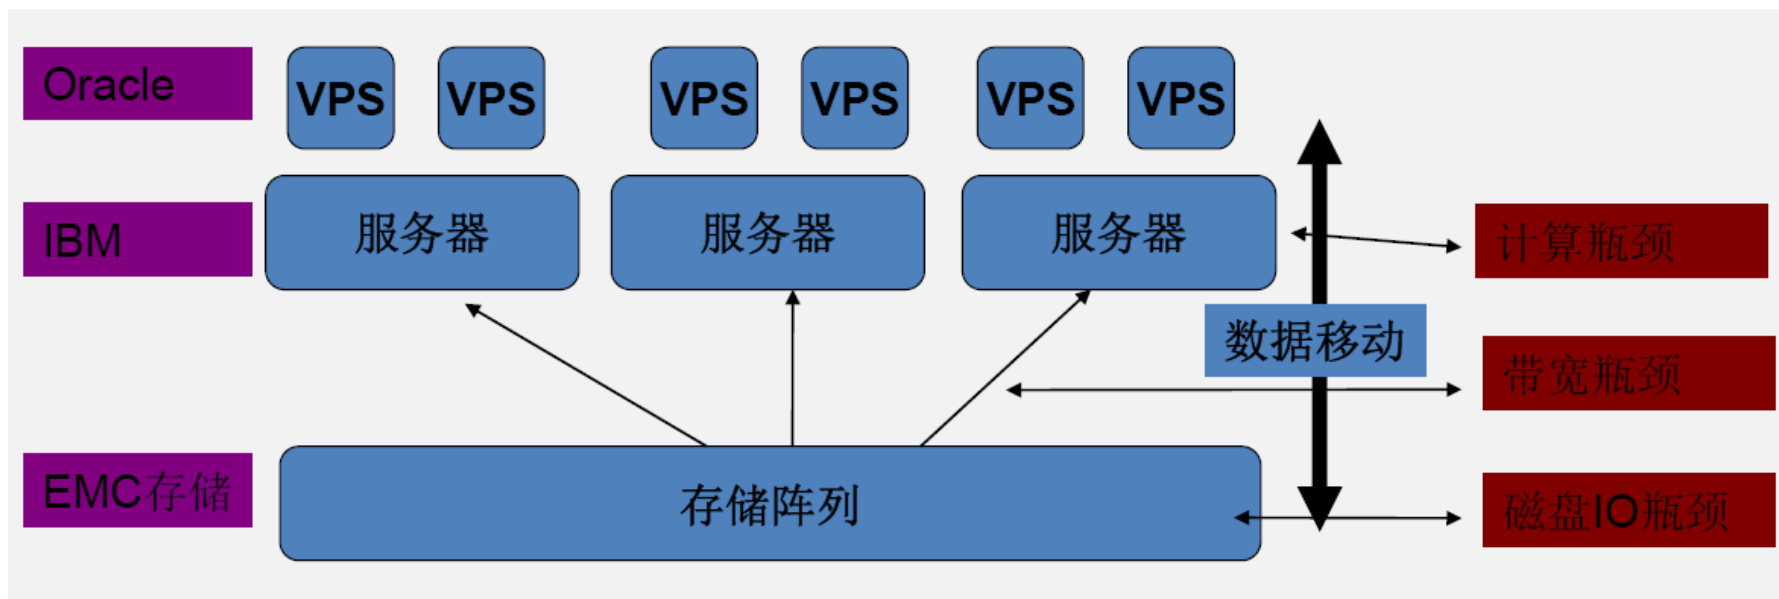 Oracle
VPS VPS VPS VPS VPS VPS
IBM
服务器 服务器 服务器
计算瓶颈
数据移动
带宽瓶颈
EMC存储
存储阵列
磁盘IO瓶颈